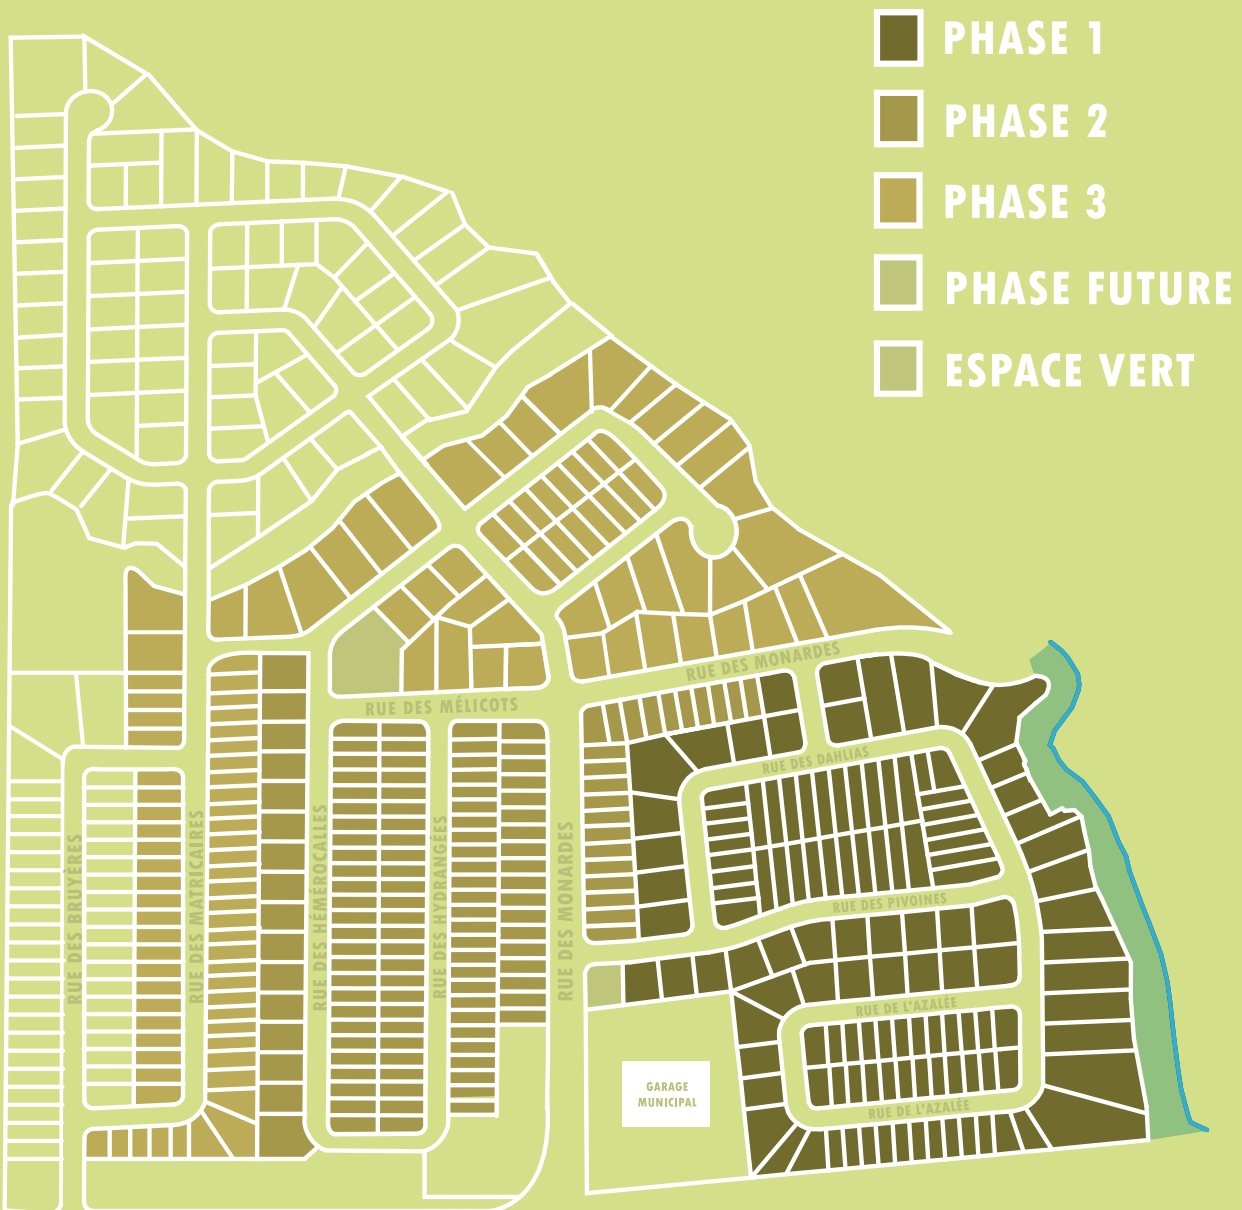 PHASE 1
PHASE 2
PHASE 3
PHASE FUTURE
ESPACE VERT
RUE DES MONARDES
RUE DES MÉLICOTS
RUE DES DAHLIAS
RUE DES BRUYÈRES
RUE DES MATRICAIRES
RUE DES HÉMÉROCALLES
RUE DES HYDRANGÉES
RUE DES MONARDES
RUE DES PIVOINES
RUE DE L'AZALÉE
GARAGE
MUNICIPAL
RUE DE L'AZALÉE